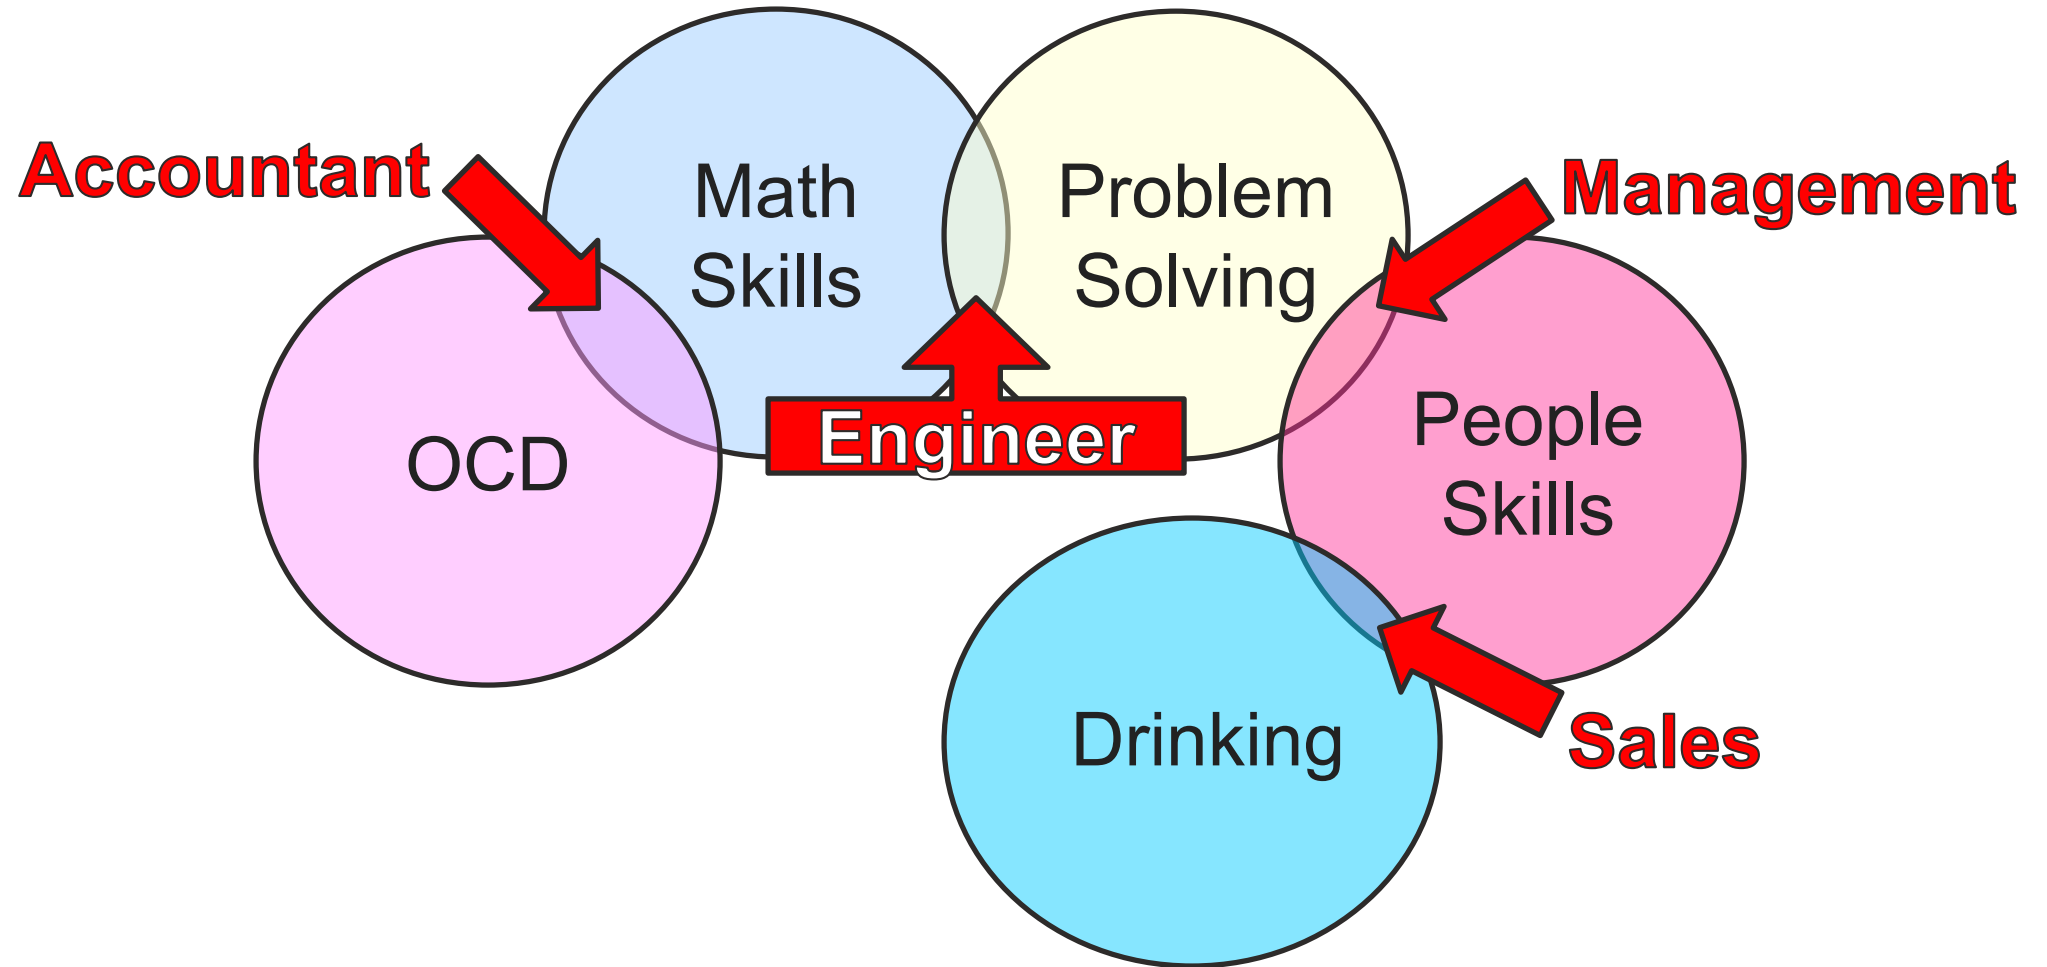 Accountant
Math
Skills
Problem
Solving
Management
Engineer
OCD
People
Skills
Drinking
Sales